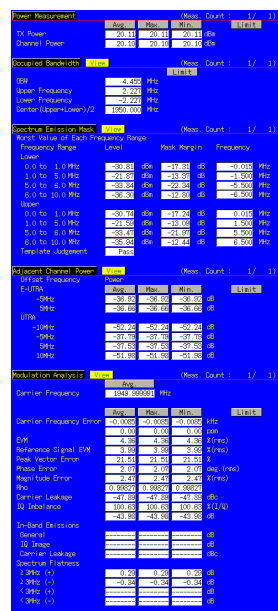 Power Measurement (Meas. Count : 1/ 1)
Avg. Max. Min.
TX Power 20.11 20.11 20.11 dBm
Channel Power 20.10 20.10 20.10 dBm
Occupied Bandwidth View (Meas. Count : 1/ 1)
Limit
OBW 4.455 MHz
Upper Frequency 2.227 MHz
Lower Frequency -2.227 MHz
Center(Upper+Lower)/2 1950.000 MHz
Spectrum Emission Mask View (Meas. Count : 1/ 1)
Worst Value of Each Frequency Range
Frequency Range Level Mask Margin Frequency
Lower
0.0 to 1.0 MHz -30.81 dBm -17.31 dB -0.015 MHz
1.0 to 5.0 MHz -21.87 dBm -13.37 dB -1.500 MHz
5.0 to 6.0 MHz -33.84 dBm -22.34 dB -5.500 MHz
6.0 to 10.0 MHz -36.30 dBm -12.80 dB -6.500 MHz
Upper
0.0 to 1.0 MHz -30.74 dBm -17.24 dB 0.015 MHz
1.0 to 5.0 MHz -21.59 dBm -13.09 dB 1.500 MHz
5.0 to 6.0 MHz -33.47 dBm -21.97 dB 5.500 MHz
6.0 to 10.0 MHz -35.94 dBm -12.44 dB 6.500 MHz
Template Judgement Pass
Adjacent Channel Power View (Meas. Count : 1/ 1)
Offset Frequency Power
E-UTRA Avg. Max. Min. Limit
-5MHz -36.92 -36.92 -36.92 dB
5MHz -36.66 -36.66 -36.66 dB
UTRA
-10MHz -52.24 -52.24 -52.24 dB
-5MHz -37.79 -37.79 -37.79 dB
5MHz -37.53 -37.53 -37.53 dB
10MHz -51.98 -51.98 -51.98 dB
Modulation Analysis View (Meas. Count : 1/ 1)
Avg.
Carrier Frequency 1949.999991 MHz
Avg. Max. Min. Limit
Carrier Frequency Error -0.0085 -0.0085 -0.0085 kHz
0.00 0.00 0.00 ppm
EVM 4.36 4.36 4.36 %(rms)
Reference Signal EVM 3.99 3.99 3.99 %(rms)
Peak Vector Error 21.51 21.51 21.51 %
Phase Error 2.07 2.07 2.07 deg.(rms)
Magnitude Error 2.47 2.47 2.47 %(rms)
Rho 0.99827 0.99827 0.99827
Carrier Leakage -47.89 -47.89 -47.89 dBc
IQ Imbalance 100.63 100.63 100.63 %(I/Q)
-43.98 -43.98 -43.98 dB
In-Band Emissions
General dB
IQ Image dB
Carrier Leakage dBc
Spectrum Flatness
≥3MHz (+) 0.29 0.29 0.29 dB
≥3MHz (-) -0.34 -0.34 -0.34 dB
<3MHz (+) dB
<3MHz (-) dB